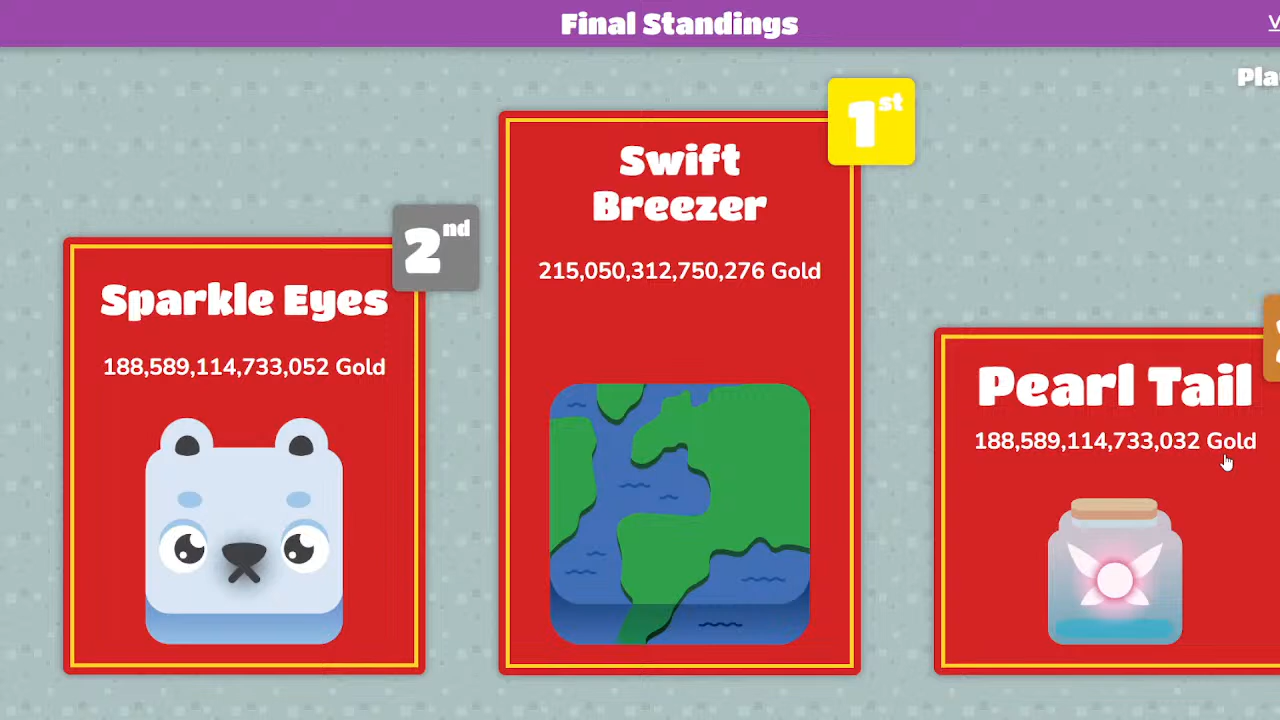 Final Standings
V
Pla
1st
Swift
Breezer
215,050,312,750,276 Gold
2nd
Sparkle Eyes
188,589,114,733,052 Gold
Pearl Tail
188,589,114,733,032 Gold